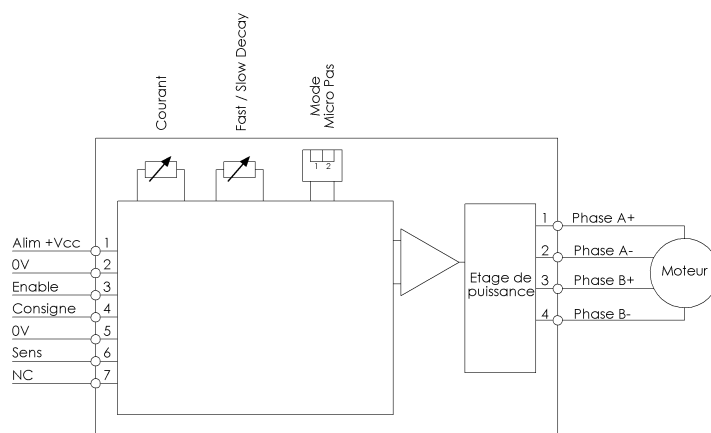 Courant
Fast / Slow Decay
Mode
Micro Pas
1 2
Alim +Vcc 1
0V 2
Enable 3
Consigne 4
0V 5
Sens 6
NC 7
Etage de
puissance
1 Phase A+
2 Phase A-
3 Phase B+
4 Phase B-
Moteur